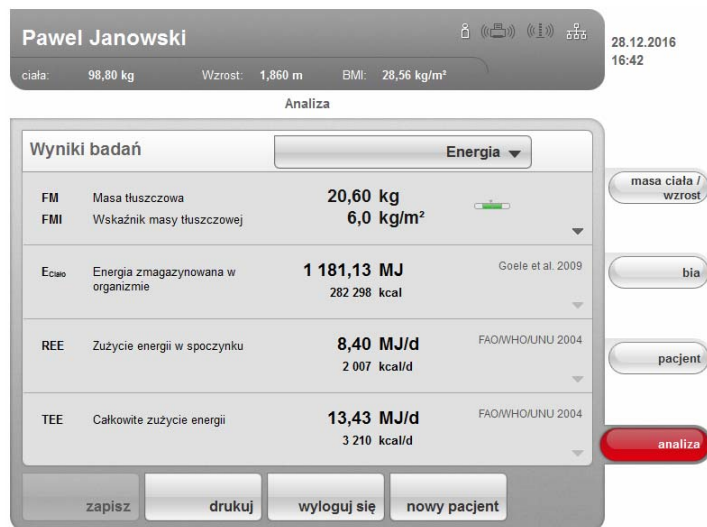 Pawel Janowski
28.12.2016
16:42
ciała: 98,80 kg Wzrost: 1,860 m BMI: 28,56 kg/m²
Analiza
Wyniki badań
Energia
masa ciała / wzrost
FM Masa tłuszczowa 20,60 kg
FMI Wskaźnik masy tłuszczowej 6,0 kg/m²
ECiało Energia zmagazynowana w organizmie 1 181,13 MJ Goele et al. 2009
282 298 kcal
bia
REE Zużycie energii w spoczynku 8,40 MJ/d FAO/WHO/UNU 2004
2 007 kcal/d
pacjent
TEE Całkowite zużycie energii 13,43 MJ/d FAO/WHO/UNU 2004
3 210 kcal/d
analiza
zapisz drukuj wyloguj się nowy pacjent